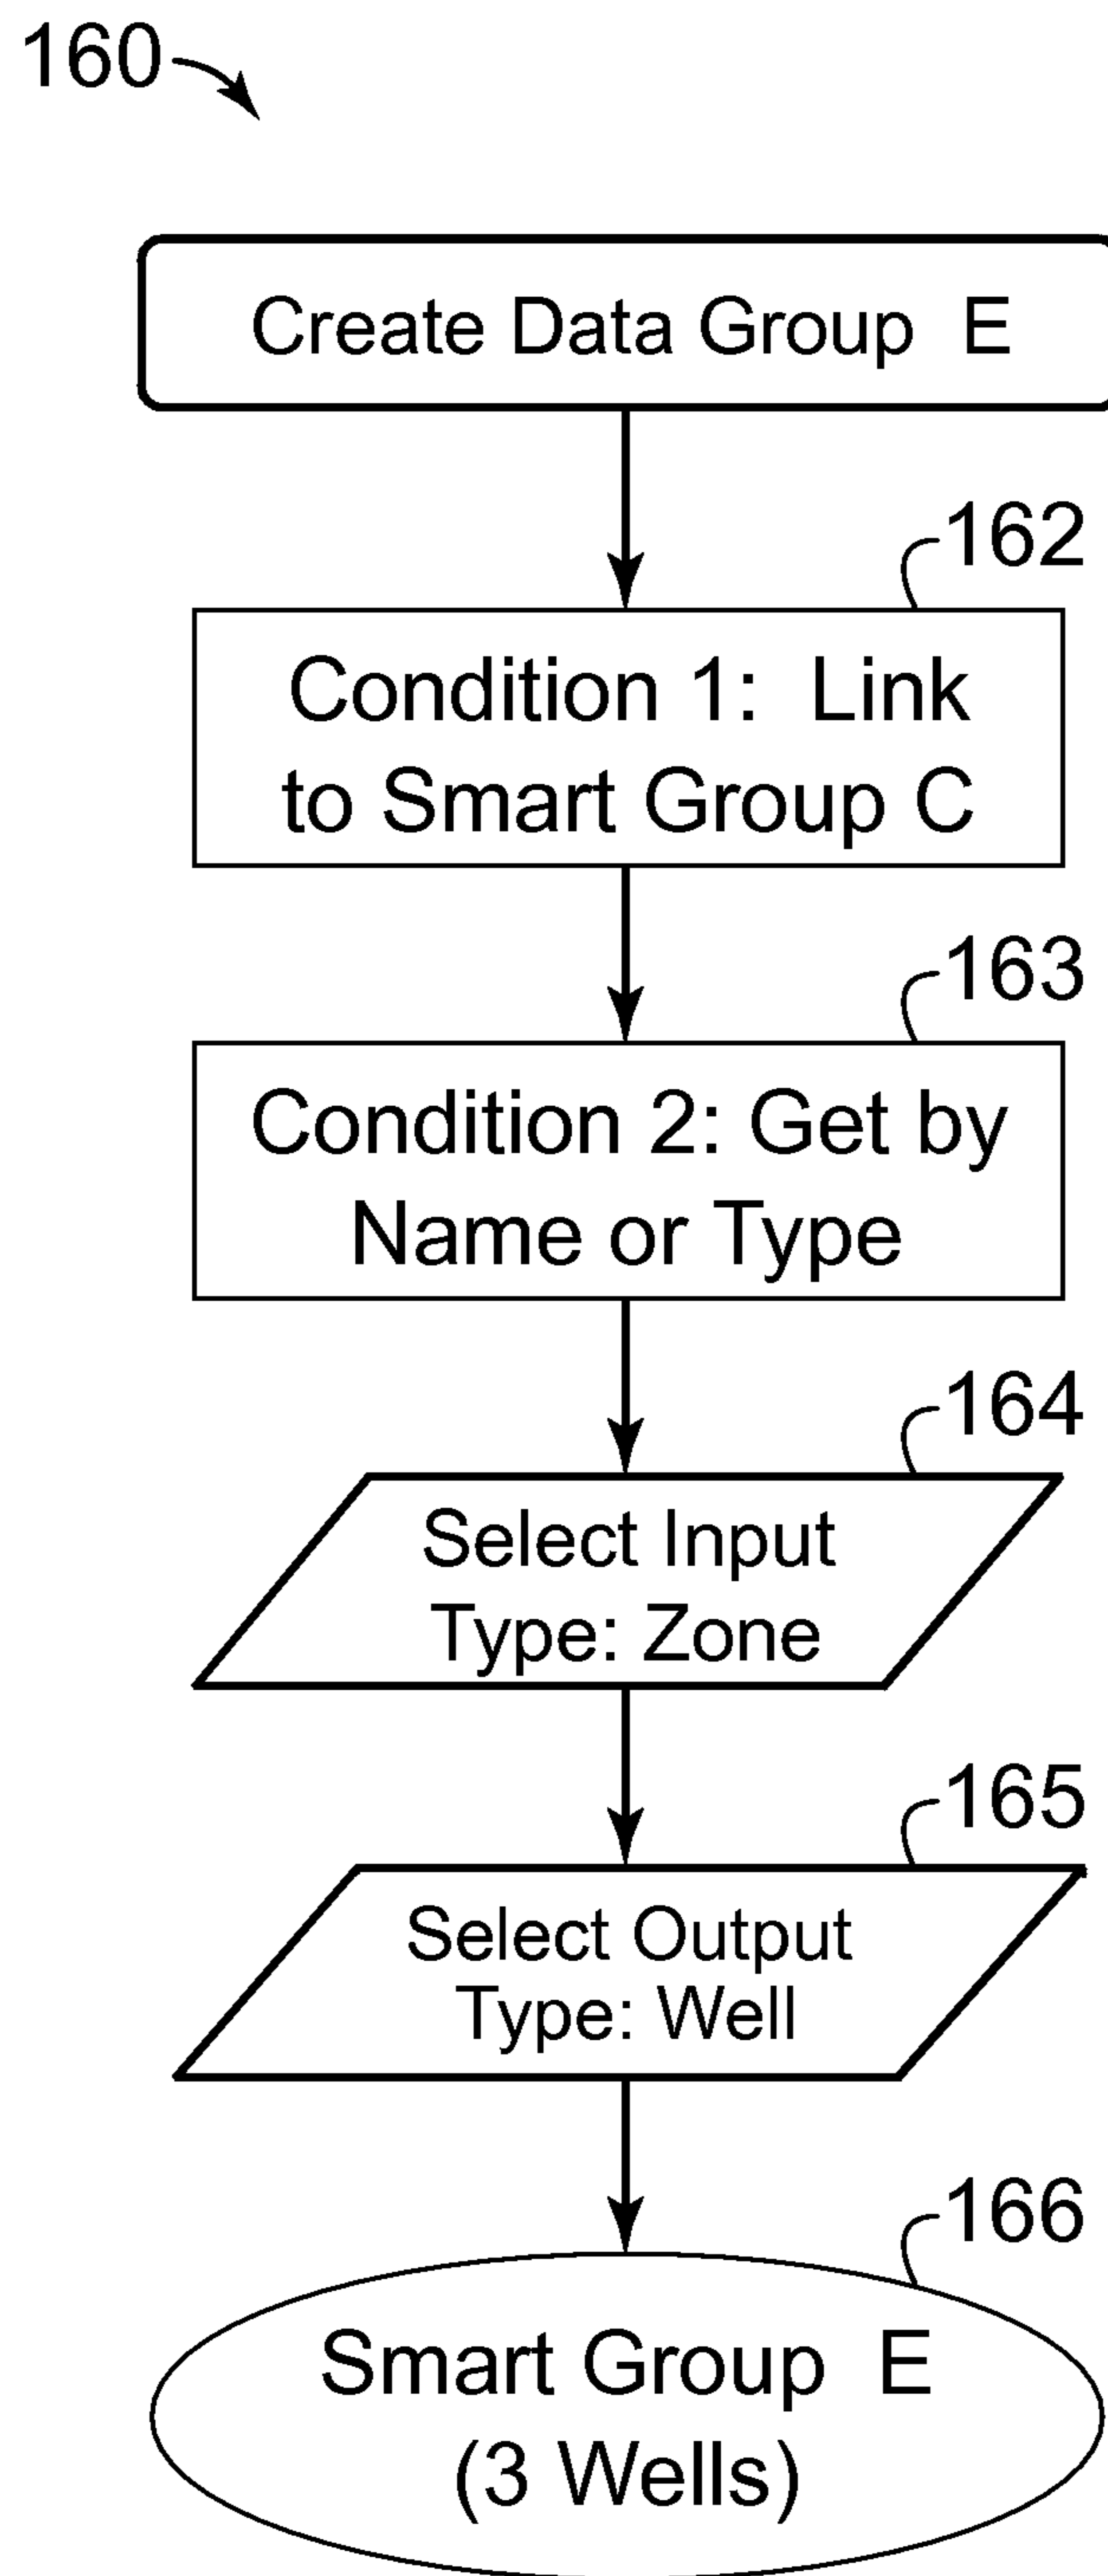 160
Create Data Group E
162
Condition 1: Link
to Smart Group C
163
Condition 2: Get by
Name or Type
164
Select Input
Type: Zone
165
Select Output
Type: Well
166
Smart Group E
(3 Wells)